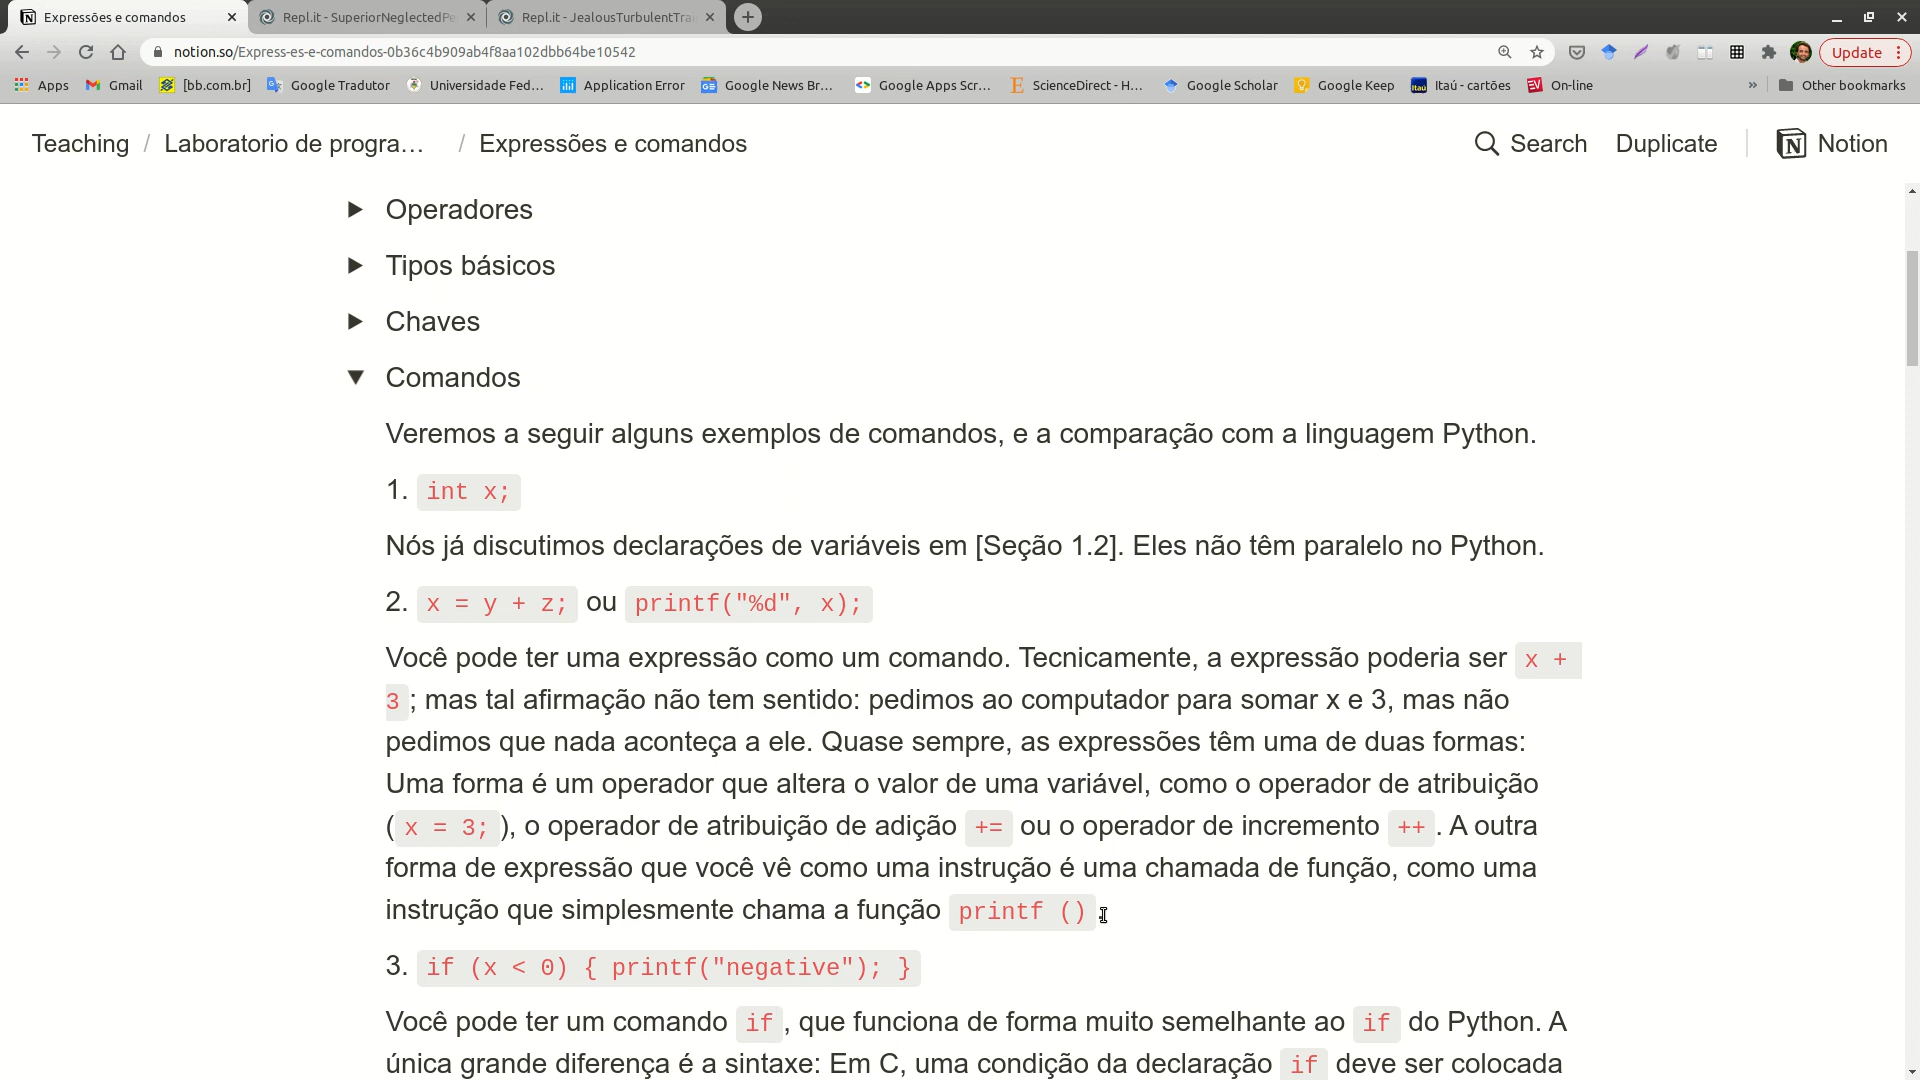 Expressões e comandos
Repl.it - SuperiorNeglectedPe
Repl.it - JealousTurbulentTrai
notion.so/Express-es-e-comandos-0b36c4b909ab4f8aa102dbb64be10542
Update
Apps
Gmail
[bb.com.br]
Google Tradutor
Universidade Fed...
Application Error
Google News Br...
Google Apps Scr...
ScienceDirect - H...
Google Scholar
Google Keep
Itaú - cartões
On-line
»
Other bookmarks
Teaching / Laboratorio de progra... / Expressões e comandos
Search
Duplicate
Notion
Operadores
Tipos básicos
Chaves
Comandos
Veremos a seguir alguns exemplos de comandos, e a comparação com a linguagem Python.
1. int x;
Nós já discutimos declarações de variáveis em [Seção 1.2]. Eles não têm paralelo no Python.
2. x = y + z; ou printf("%d", x);
Você pode ter uma expressão como um comando. Tecnicamente, a expressão poderia ser x +
3 ; mas tal afirmação não tem sentido: pedimos ao computador para somar x e 3, mas não
pedimos que nada aconteça a ele. Quase sempre, as expressões têm uma de duas formas:
Uma forma é um operador que altera o valor de uma variável, como o operador de atribuição
( x = 3; ), o operador de atribuição de adição += ou o operador de incremento ++ . A outra
forma de expressão que você vê como uma instrução é uma chamada de função, como uma
instrução que simplesmente chama a função printf ()
3. if (x < 0) { printf("negative"); }
Você pode ter um comando if , que funciona de forma muito semelhante ao if do Python. A
única grande diferença é a sintaxe: Em C, uma condição da declaração if deve ser colocada